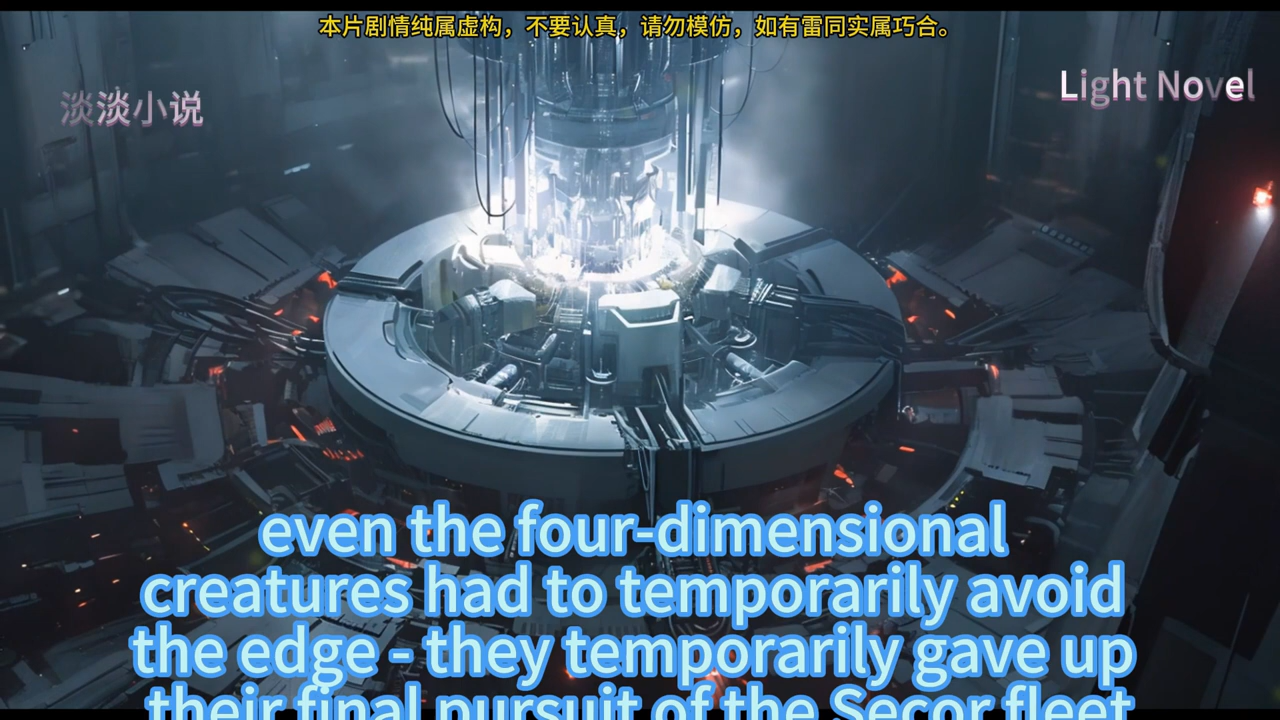 本片剧情纯属虚构，不要认真，请勿模仿，如有雷同实属巧合。
淡淡小说
Light Novel
even the four-dimensional
creatures had to temporarily avoid
the edge - they temporarily gave up
their final pursuit of the Secor fleet